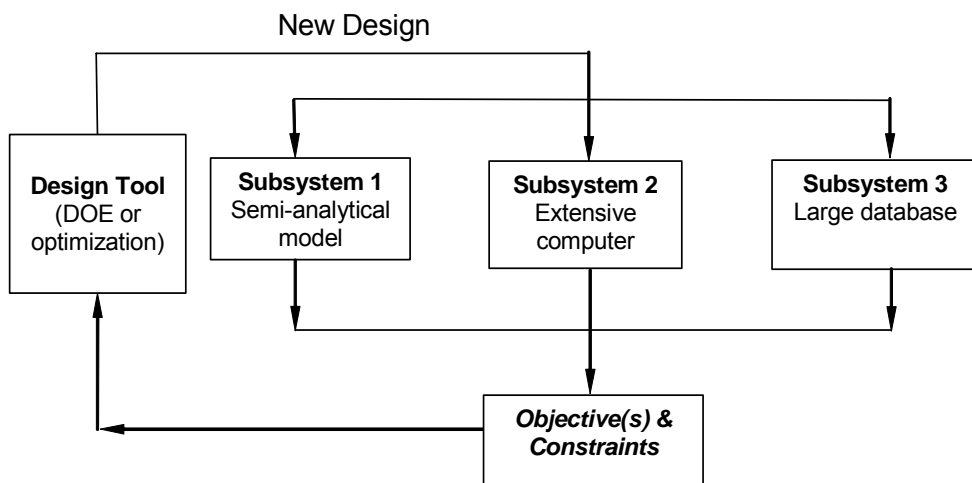 New Design
Design Tool
(DOE or
optimization)
Subsystem 1
Semi-analytical
model
Subsystem 2
Extensive
computer
Subsystem 3
Large database
Objective(s) &
Constraints